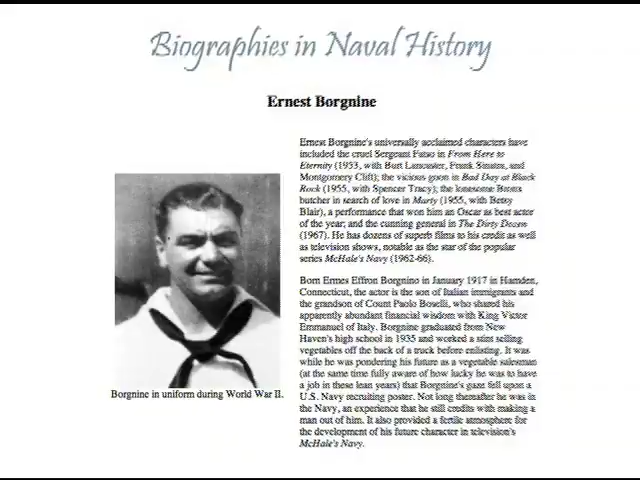 Biographies in Naval History
Ernest Borgnine
Ernest Borgnine's universally acclaimed characters have
included the cruel Sergeant Fatso in From Here to
Eternity (1953, with Burt Lancaster, Frank Sinatra, and
Montgomery Clift); the vicious goon in Bad Day at Black
Rock (1955, with Spencer Tracy); the lonesome Bronx
butcher in search of love in Marty (1955, with Betsy
Blair), a performance that won him an Oscar as best actor
of the year; and the cunning general in The Dirty Dozen
(1967). He has dozens of superb films to his credit as well
as television shows, notable as the star of the popular
series McHale's Navy (1962-66).
Born Ermes Effron Borgnino in January 1917 in Hamden,
Connecticut, the actor is the son of Italian immigrants and
the grandson of Count Paolo Boselli, who shared his
apparently abundant financial wisdom with King Victor
Emmanuel of Italy. Borgnine graduated from New
Haven's high school in 1935 and worked a stint selling
vegetables off the back of a truck before enlisting. It was
while he was pondering his future as a vegetable salesman
(at the same time fully aware of how lucky he was to have
a job in these lean years) that Borgnine's gaze fell upon a
U.S. Navy recruiting poster. Not long thereafter he was in
the Navy, an experience that he still credits with making a
man out of him. It also provided a fertile atmosphere for
the development of his future character in television's
McHale's Navy.
Borgnine in uniform during World War II.